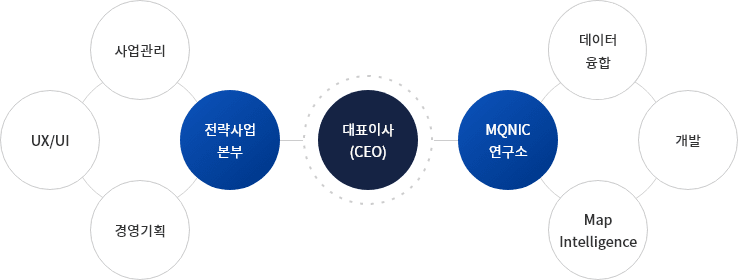 사업관리
UX/UI
경영기획
전략사업
본부
대표이사
(CEO)
MQNIC
연구소
데이터
융합
개발
Map
Intelligence